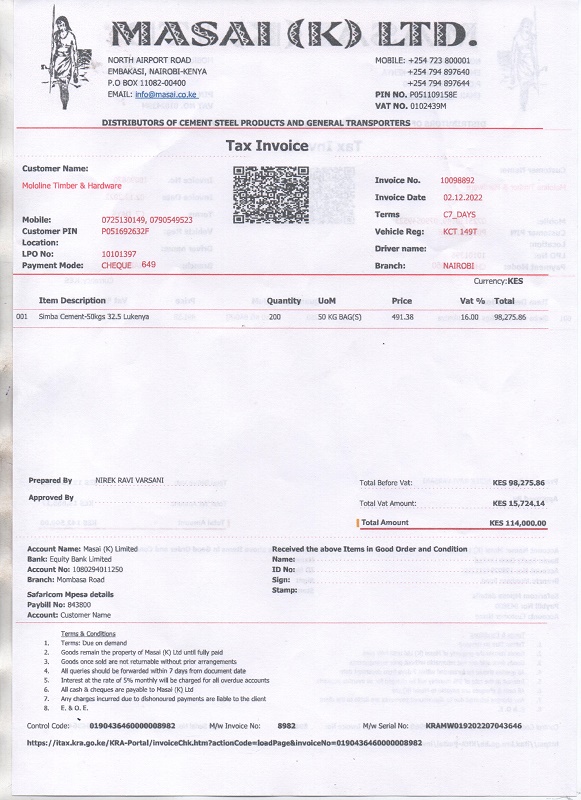 MASAI (K) LTD.
NORTH AIRPORT ROAD
EMBAKASI, NAIROBI-KENYA
P.O BOX 11082-00400
EMAIL: info@masai.co.ke
MOBILE: +254 723 800001
+254 794 897640
+254 794 897644
PIN NO. P051109158E
VAT NO. 0102439M
DISTRIBUTORS OF CEMENT STEEL PRODUCTS AND GENERAL TRANSPORTERS
Tax Invoice
Customer Name:
Mololine Timber & Hardware
Mobile: 0725130149, 0790549523
Customer PIN P051692632F
Location:
LPO No: 10101397
Payment Mode: CHEQUE 649
Invoice No. 10098892
Invoice Date 02.12.2022
Terms C7_DAYS
Vehicle Reg: KCT 149T
Driver name:
Branch: NAIROBI
Currency:KES
Item Description Quantity UoM Price Vat % Total
001 Simba Cement-50kgs 32.5 Lukenya 200 50 KG BAG(S) 491.38 16.00 98,275.86
Prepared By NIREK RAVI VARSANI
Approved By
Total Before Vat: KES 98,275.86
Total Vat Amount: KES 15,724.14
Total Amount KES 114,000.00
Account Name: Masai (K) Limited
Bank: Equity Bank Limited
Account No: 1080294011250
Branch: Mombasa Road
Safaricom Mpesa details
Paybill No: 843800
Account: Customer Name
Received the above Items in Good Order and Condition
Name:
ID No:
Sign:
Stamp:
Terms & Conditions
1. Terms: Due on demand
2. Goods remain the property of Masai (K) Ltd until fully paid
3. Goods once sold are not returnable without prior arrangements
4. All queries should be forwarded within 7 days from document date
5. Interest at the rate of 5% monthly will be charged for all overdue accounts
6. All cash & cheques are payable to Masai (K) Ltd
7. Any charges incurred due to dishonoured payments are liable to the client
8. E. & O. E.
Control Code: 0190436460000008982 M/w Invoice No: 8982 M/w Serial No: KRAMW019202207043646
https://itax.kra.go.ke/KRA-Portal/invoiceChk.htm?actionCode=loadPage&invoiceNo=0190436460000008982